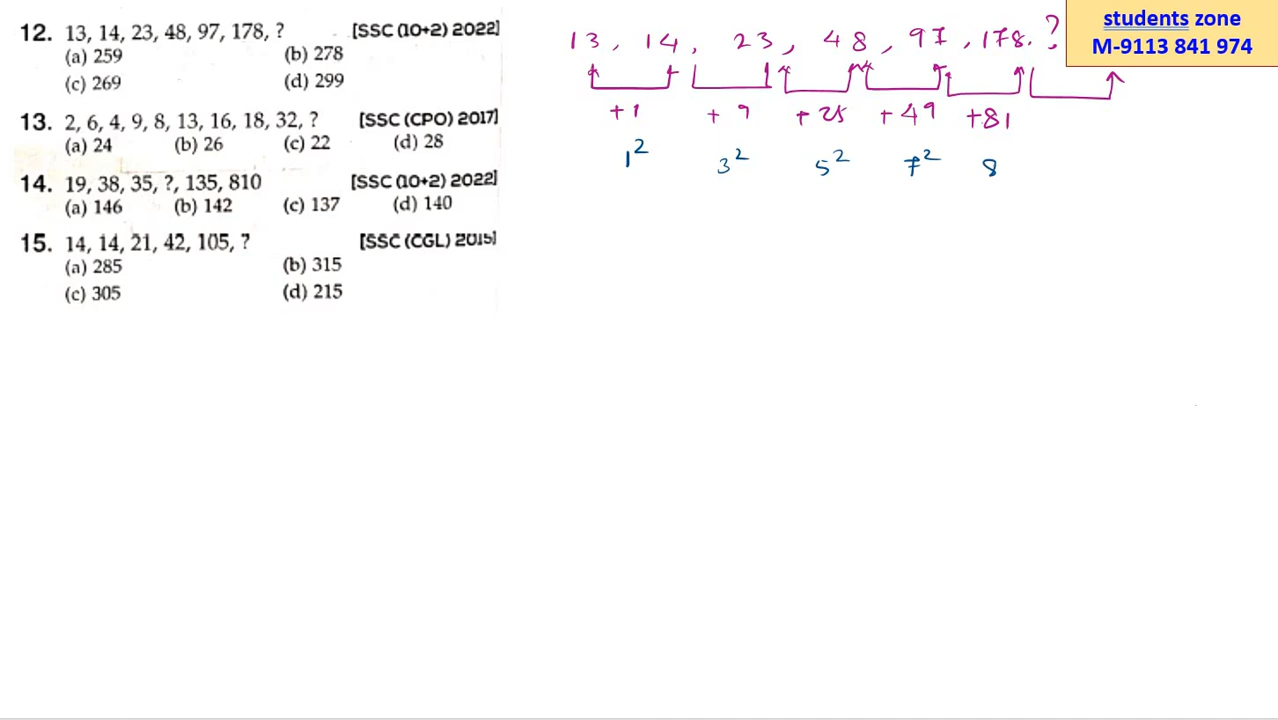 12. 13, 14, 23, 48, 97, 178, ? [SSC (10+2) 2022]
(a) 259 (b) 278
(c) 269 (d) 299
13. 2, 6, 4, 9, 8, 13, 16, 18, 32, ? [SSC (CPO) 2017]
(a) 24 (b) 26 (c) 22 (d) 28
14. 19, 38, 35, ?, 135, 810 [SSC (10+2) 2022]
(a) 146 (b) 142 (c) 137 (d) 140
15. 14, 14, 21, 42, 105, ? [SSC (CGL) 2015]
(a) 285 (b) 315
(c) 305 (d) 215
13, 14, 23, 48, 97, 178. ?
+1 +9 +25 +49 +81
1² 3² 5² 7² 8
students zone
M-9113 841 974